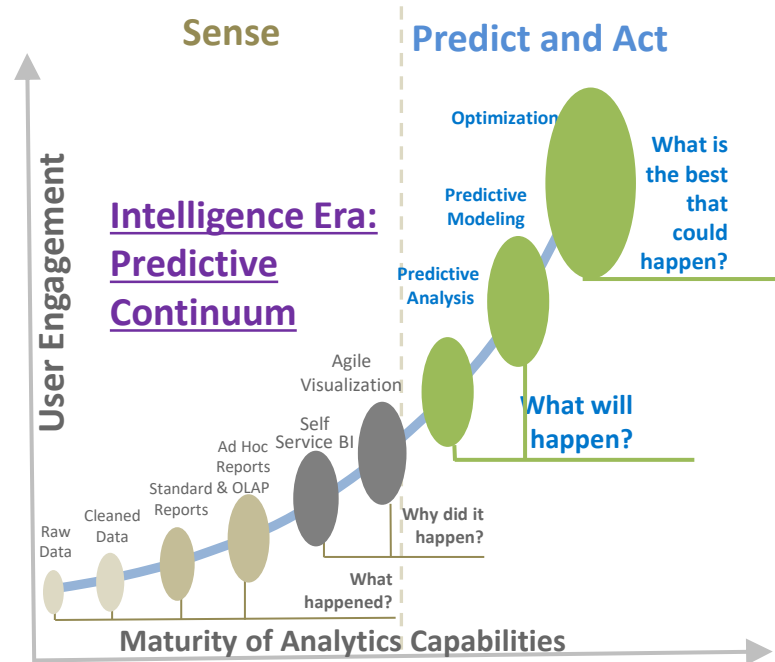 Sense
Predict and Act
User Engagement
Intelligence Era:
Predictive
Continuum
Optimization
What is
the best
that
could
happen?
Predictive
Modeling
Predictive
Analysis
What will
happen?
Agile
Visualization
Self
Service BI
Ad Hoc
Reports
& OLAP
Standard
Reports
Cleaned
Data
Raw
Data
Why did it
happen?
What
happened?
Maturity of Analytics Capabilities